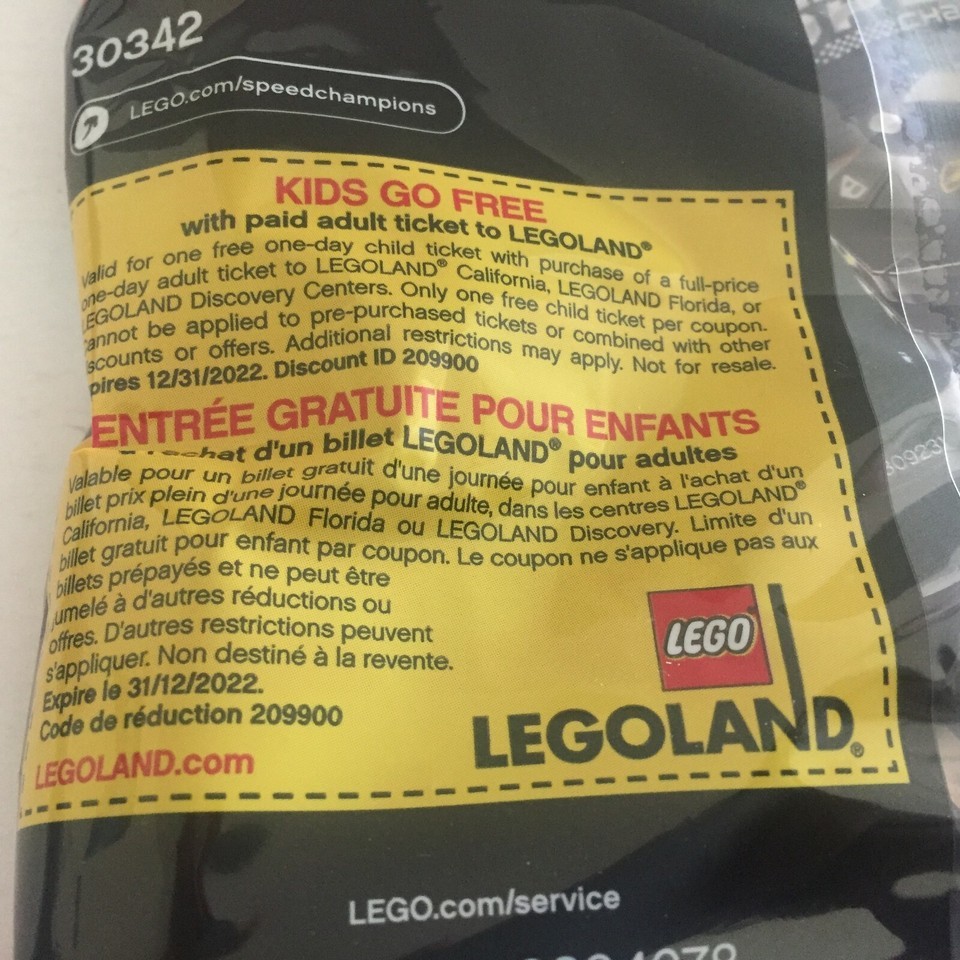 30342
LEGO.com/speedchampions
KIDS GO FREE
with paid adult ticket to LEGOLAND®
Valid for one free one-day child ticket with purchase of a full-price
one-day adult ticket to LEGOLAND® California, LEGOLAND Florida, or
LEGOLAND Discovery Centers. Only one free child ticket per coupon.
annot be applied to pre-purchased tickets or combined with other
scounts or offers. Additional restrictions may apply. Not for resale.
pires 12/31/2022. Discount ID 209900
ENTRÉE GRATUITE POUR ENFANTS
d'un billet LEGOLAND® pour adultes
Valable pour un billet gratuit d'une journée pour enfant à l'achat d'un
billet prix plein d'une journée pour adulte, dans les centres LEGOLAND®
California, LEGOLAND Florida ou LEGOLAND Discovery. Limite d'un
billet gratuit pour enfant par coupon. Le coupon ne s'applique pas aux
billets prépayés et ne peut être
jumelé à d'autres réductions ou
offres. D'autres restrictions peuvent
s'appliquer. Non destiné à la revente.
Expire le 31/12/2022.
Code de réduction 209900
LEGOLAND.com
LEGO
LEGOLAND®
LEGO.com/service